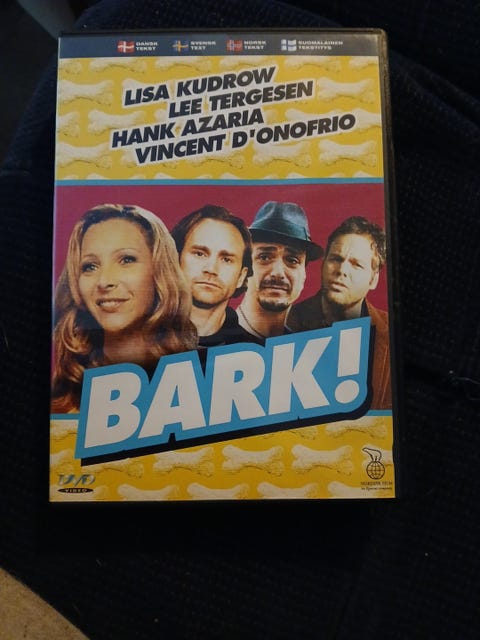 DANSK TEKST
SVENSK TEXT
NORSK TEKST
SUOMALAINEN TEKSTITYS
LISA KUDROW
LEE TERGESEN
HANK AZARIA
VINCENT D'ONOFRIO
BARK!
DVD
VIDEO
NORDISK FILM